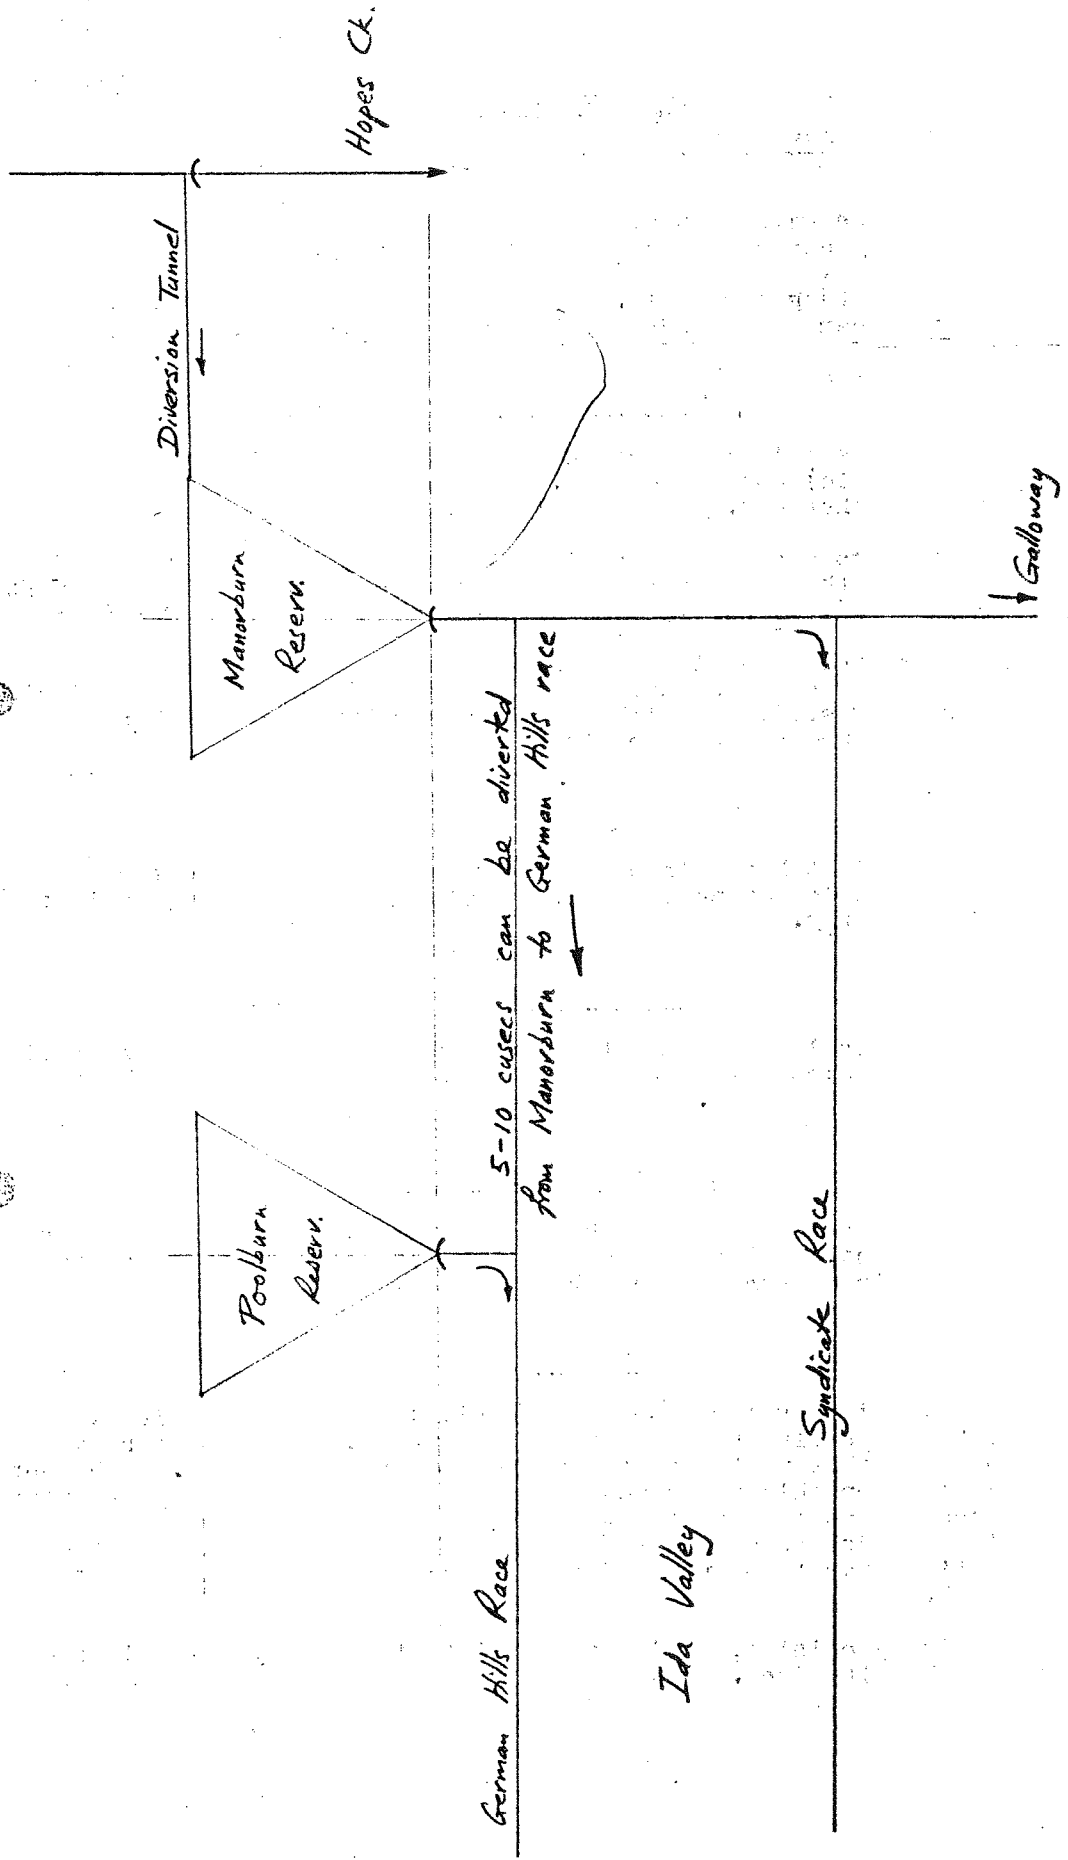 Hopes Ck.
Diversion Tunnel
Manorburn
Reserv.
Poolburn
Reserv.
5-10 cusecs can be diverted
from Manorburn to German Hills race
German Hills Race
Galloway
Syndicate Race
Ida Valley